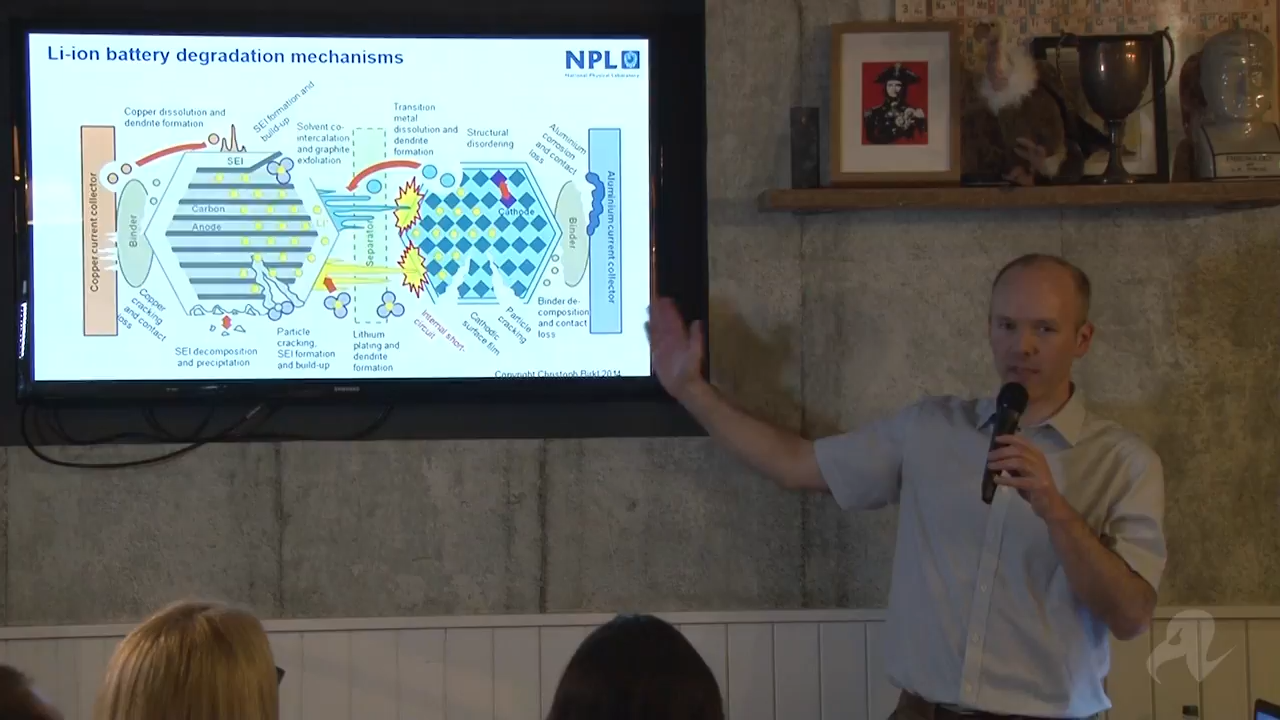 Li-ion battery degradation mechanisms
NPL
National Physical Laboratory
Copper dissolution and
dendrite formation
SEI formation and
build-up
Solvent co-
intercalation and graphite
exfoliation
Transition
metal
dissolution and
dendrite
formation
Structural
disordering
Aluminium
corrosion and contact
loss
SEI
Copper current collector
Binder
Carbon
Anode
Separator
Cathode
Binder
Aluminium current collector
Copper
cracking
and contact
loss
SEI decomposition
and precipitation
Particle
cracking,
SEI formation
and build-up
Lithium
plating and
dendrite
formation
Internal short-
circuit
Cathodic
surface film
Particle
cracking
Binder de-
composition
and contact
loss
Copyright Christoph Birkl 2014
SAMSUNG